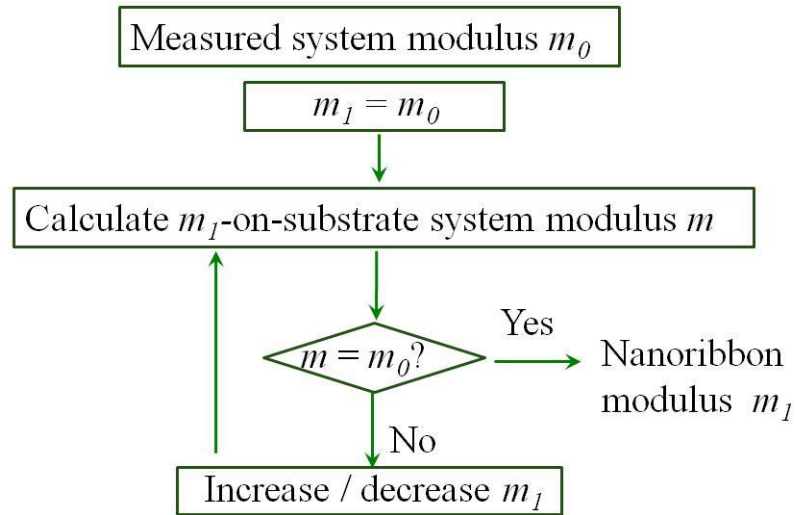 Measured system modulus m₀
m₁ = m₀
Calculate m₁-on-substrate system modulus m
Yes
m = m₀?
Nanoribbon
modulus m₁
No
Increase / decrease m₁